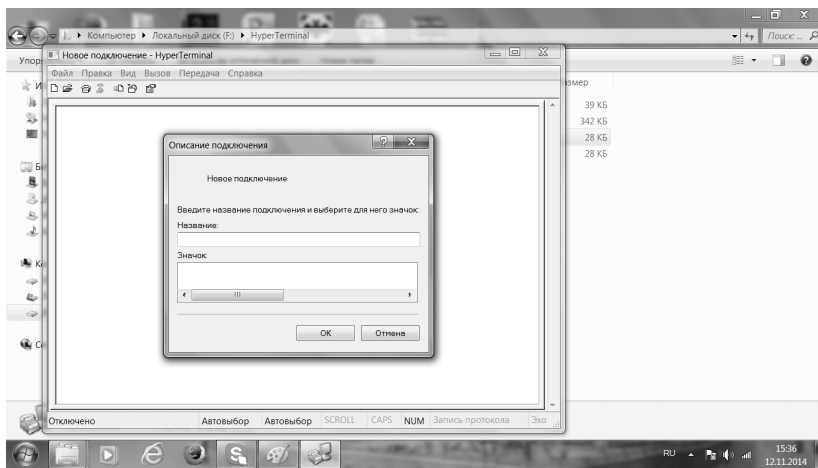 Компьютер ▸ Локальный диск (F:) ▸ HyperTerminal
Поиск ...
Новое подключение - HyperTerminal
Файл Правка Вид Вызов Передача Справка
Размер
39 КБ
342 КБ
28 КБ
28 КБ
Описание подключения
Новое подключение
Введите название подключения и выберите для него значок:
Название:
Значок:
OK Отмена
Отключено Автовыбор Автовыбор SCROLL CAPS NUM Запись протокола Эхо
RU 15:36
12.11.2014